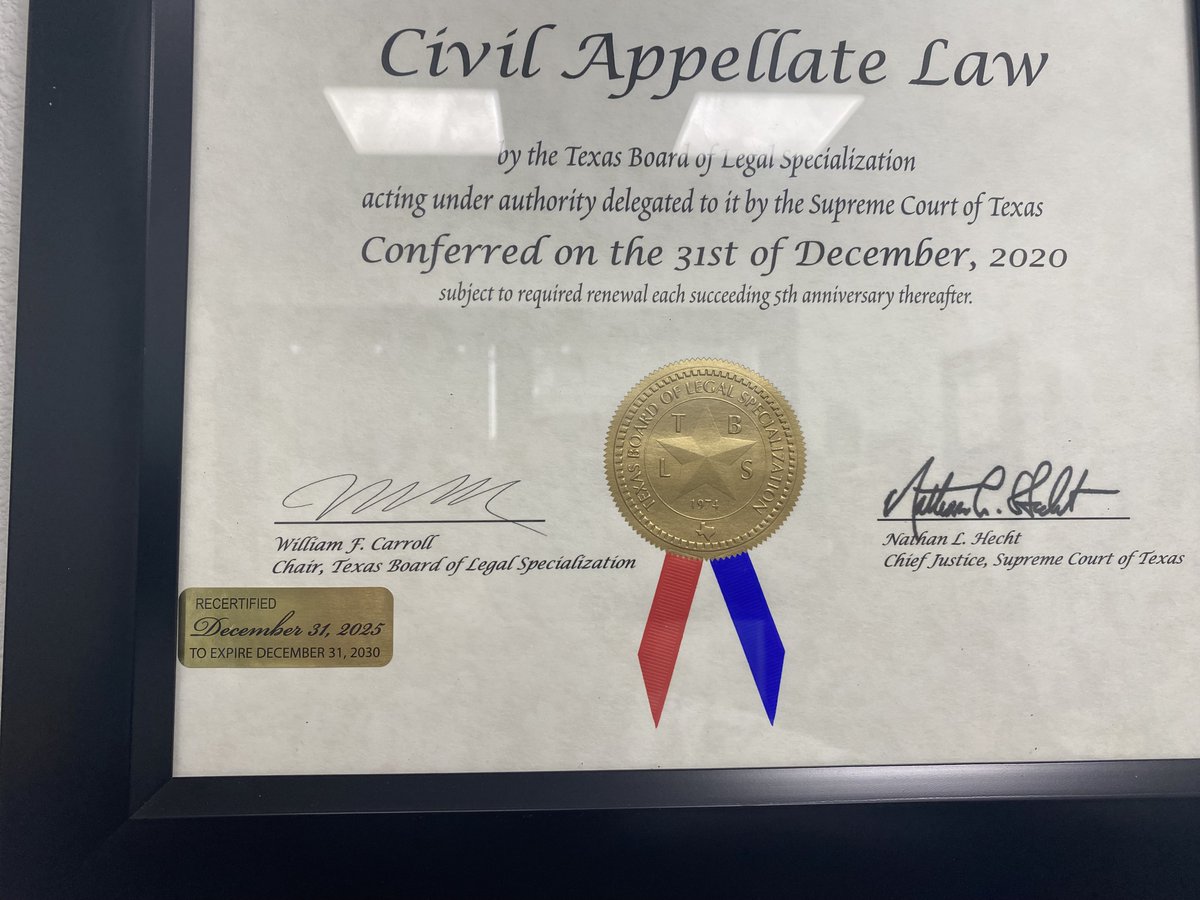 Civil Appellate Law
by the Texas Board of Legal Specialization
acting under authority delegated to it by the Supreme Court of Texas
Conferred on the 31st of December, 2020
subject to required renewal each succeeding 5th anniversary thereafter.
TEXAS BOARD OF LEGAL SPECIALIZATION
T B
L S
1974
Nathan L. Hecht
William F. Carroll
Chair, Texas Board of Legal Specialization
Nathan L. Hecht
Chief Justice, Supreme Court of Texas
RECERTIFIED
December 31, 2025
TO EXPIRE DECEMBER 31, 2030